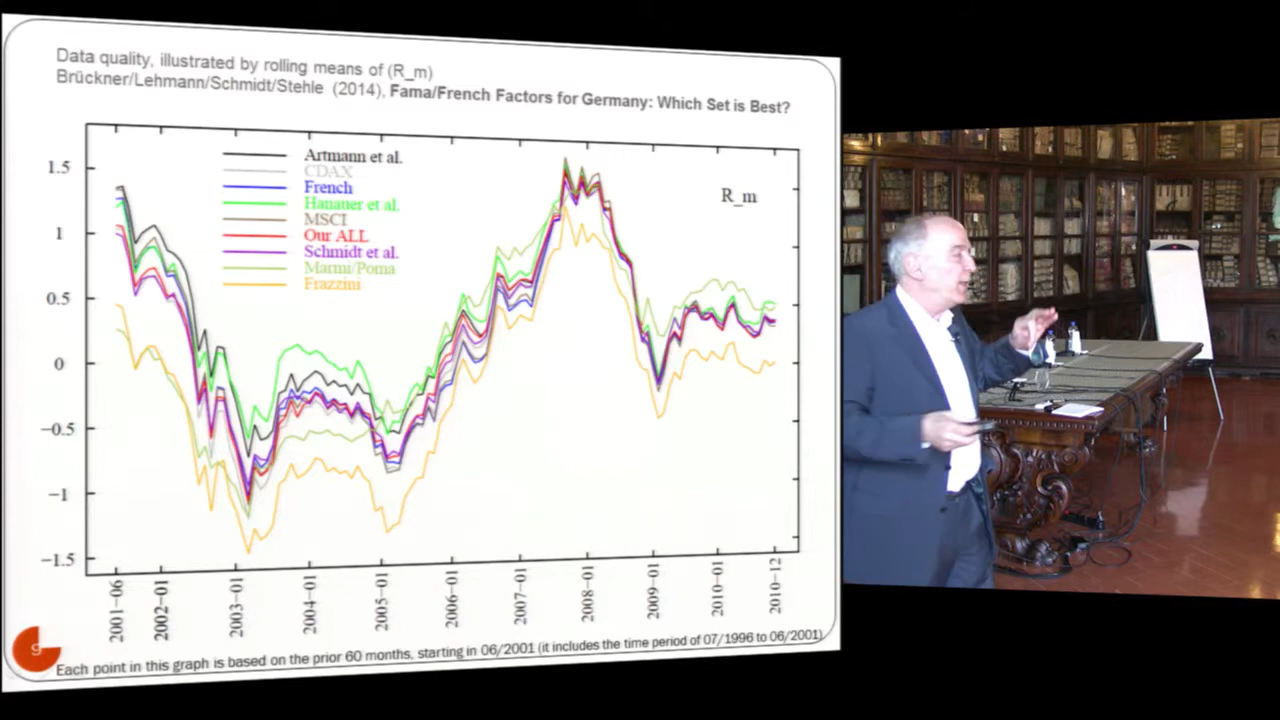 Data quality, illustrated by rolling means of (R_m)
Brückner/Lehmann/Schmidt/Stehle (2014), Fama/French Factors for Germany: Which Set is Best?
Artmann et al.
CDAX
French
Hanauer et al.
MSCI
Our ALL
Schmidt et al.
Marmi/Poma
Frazzini
R_m
1.5
1
0.5
0
−0.5
−1
−1.5
2001−06
2002−01
2003−01
2004−01
2005−01
2006−01
2007−01
2008−01
2009−01
2010−01
2010−12
9
Each point in this graph is based on the prior 60 months, starting in 06/2001 (it includes the time period of 07/1996 to 06/2001)